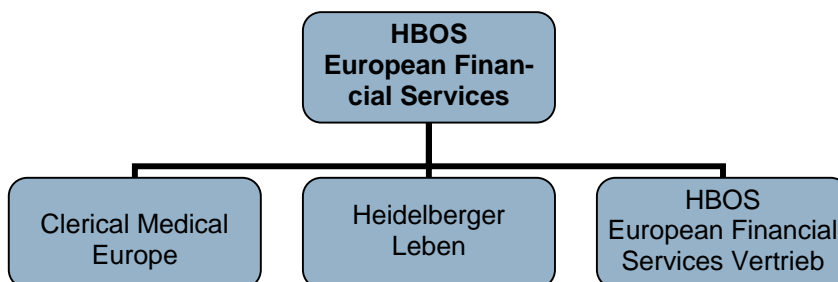 HBOS
European Finan-
cial Services
Clerical Medical
Europe
Heidelberger
Leben
HBOS
European Financial
Services Vertrieb